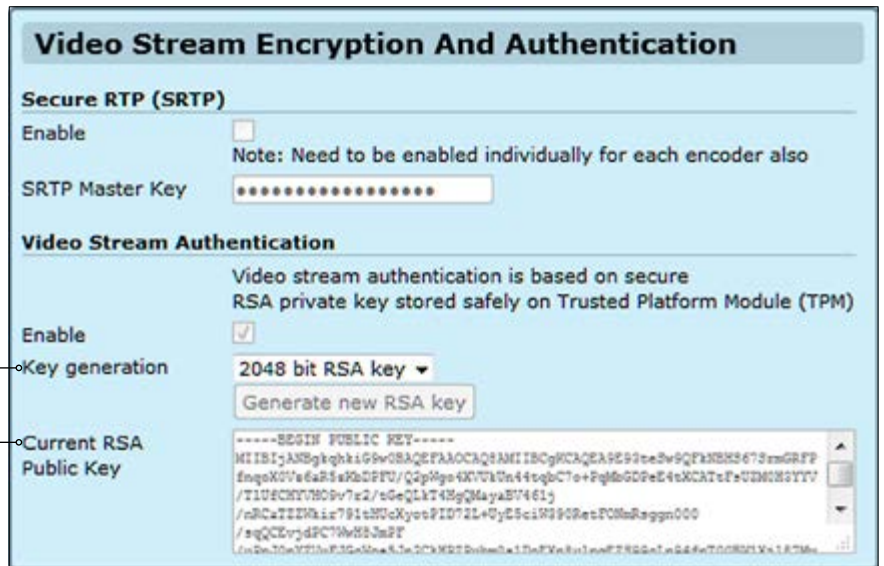 Video Stream Encryption And Authentication
Secure RTP (SRTP)
Enable
Note: Need to be enabled individually for each encoder also
SRTP Master Key
Video Stream Authentication
Video stream authentication is based on secure
RSA private key stored safely on Trusted Platform Module (TPM)
Enable
Key generation
2048 bit RSA key
Generate new RSA key
Current RSA
Public Key
-----BEGIN PUBLIC KEY-----